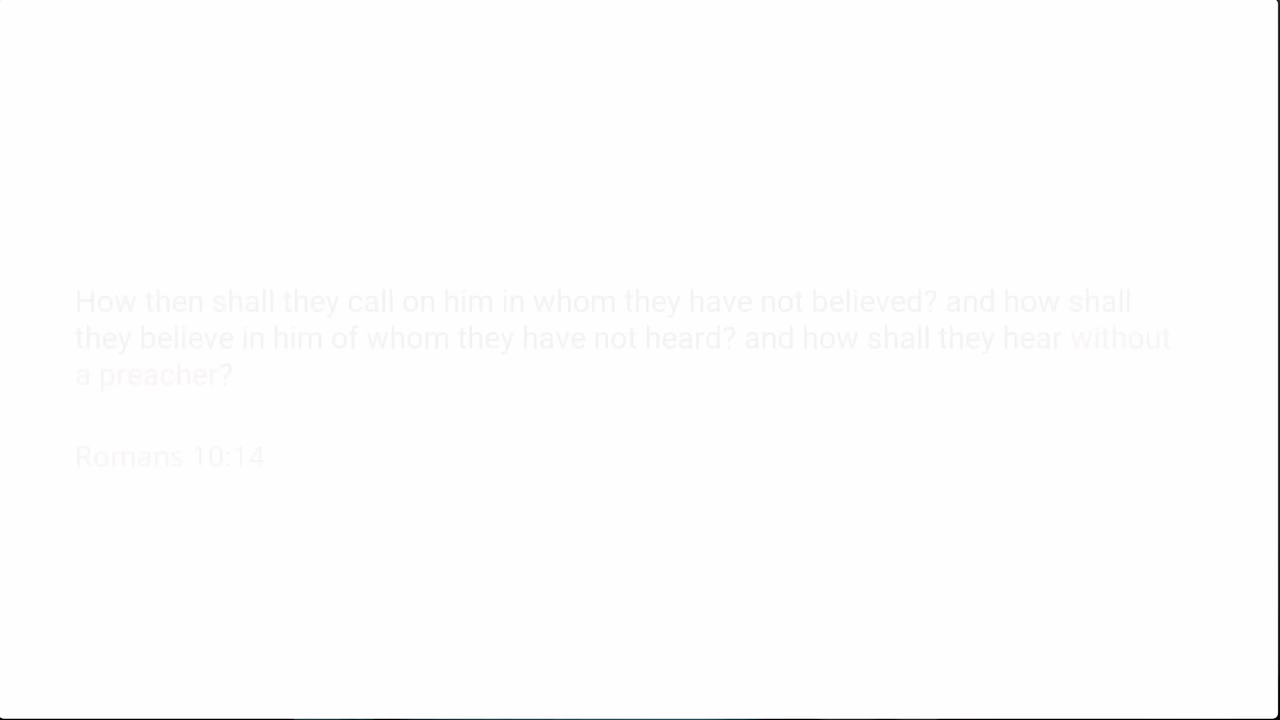 How then shall they call on him in whom they have not believed? and how shall
they believe in him of whom they have not heard? and how shall they hear without
a preacher?
Romans 10:14